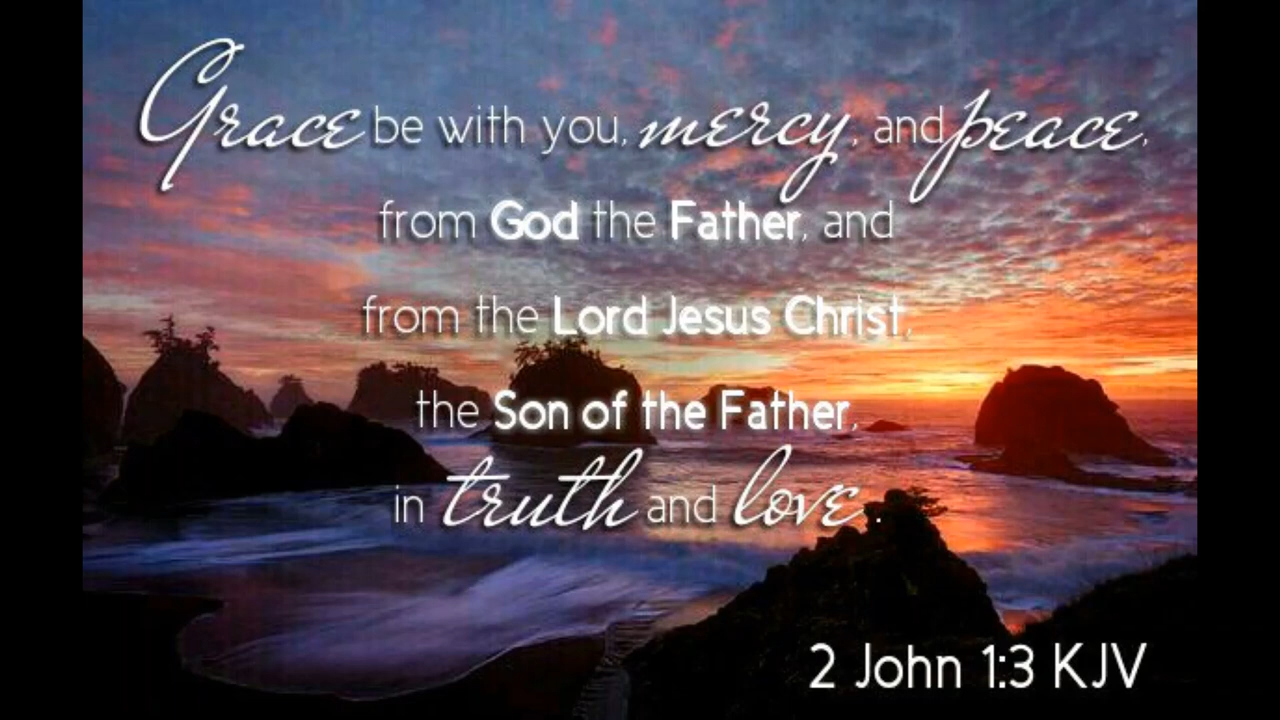 Grace be with you, mercy, and peace,
from God the Father, and
from the Lord Jesus Christ,
the Son of the Father,
in truth and love.
2 John 1:3 KJV